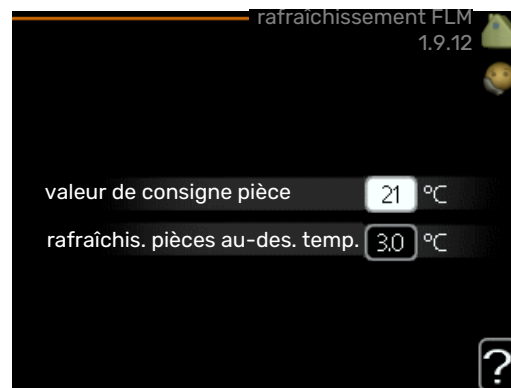 rafraîchissement FLM
1.9.12
valeur de consigne pièce 21 °C
rafraîchis. pièces au-des. temp. 3.0 °C
?